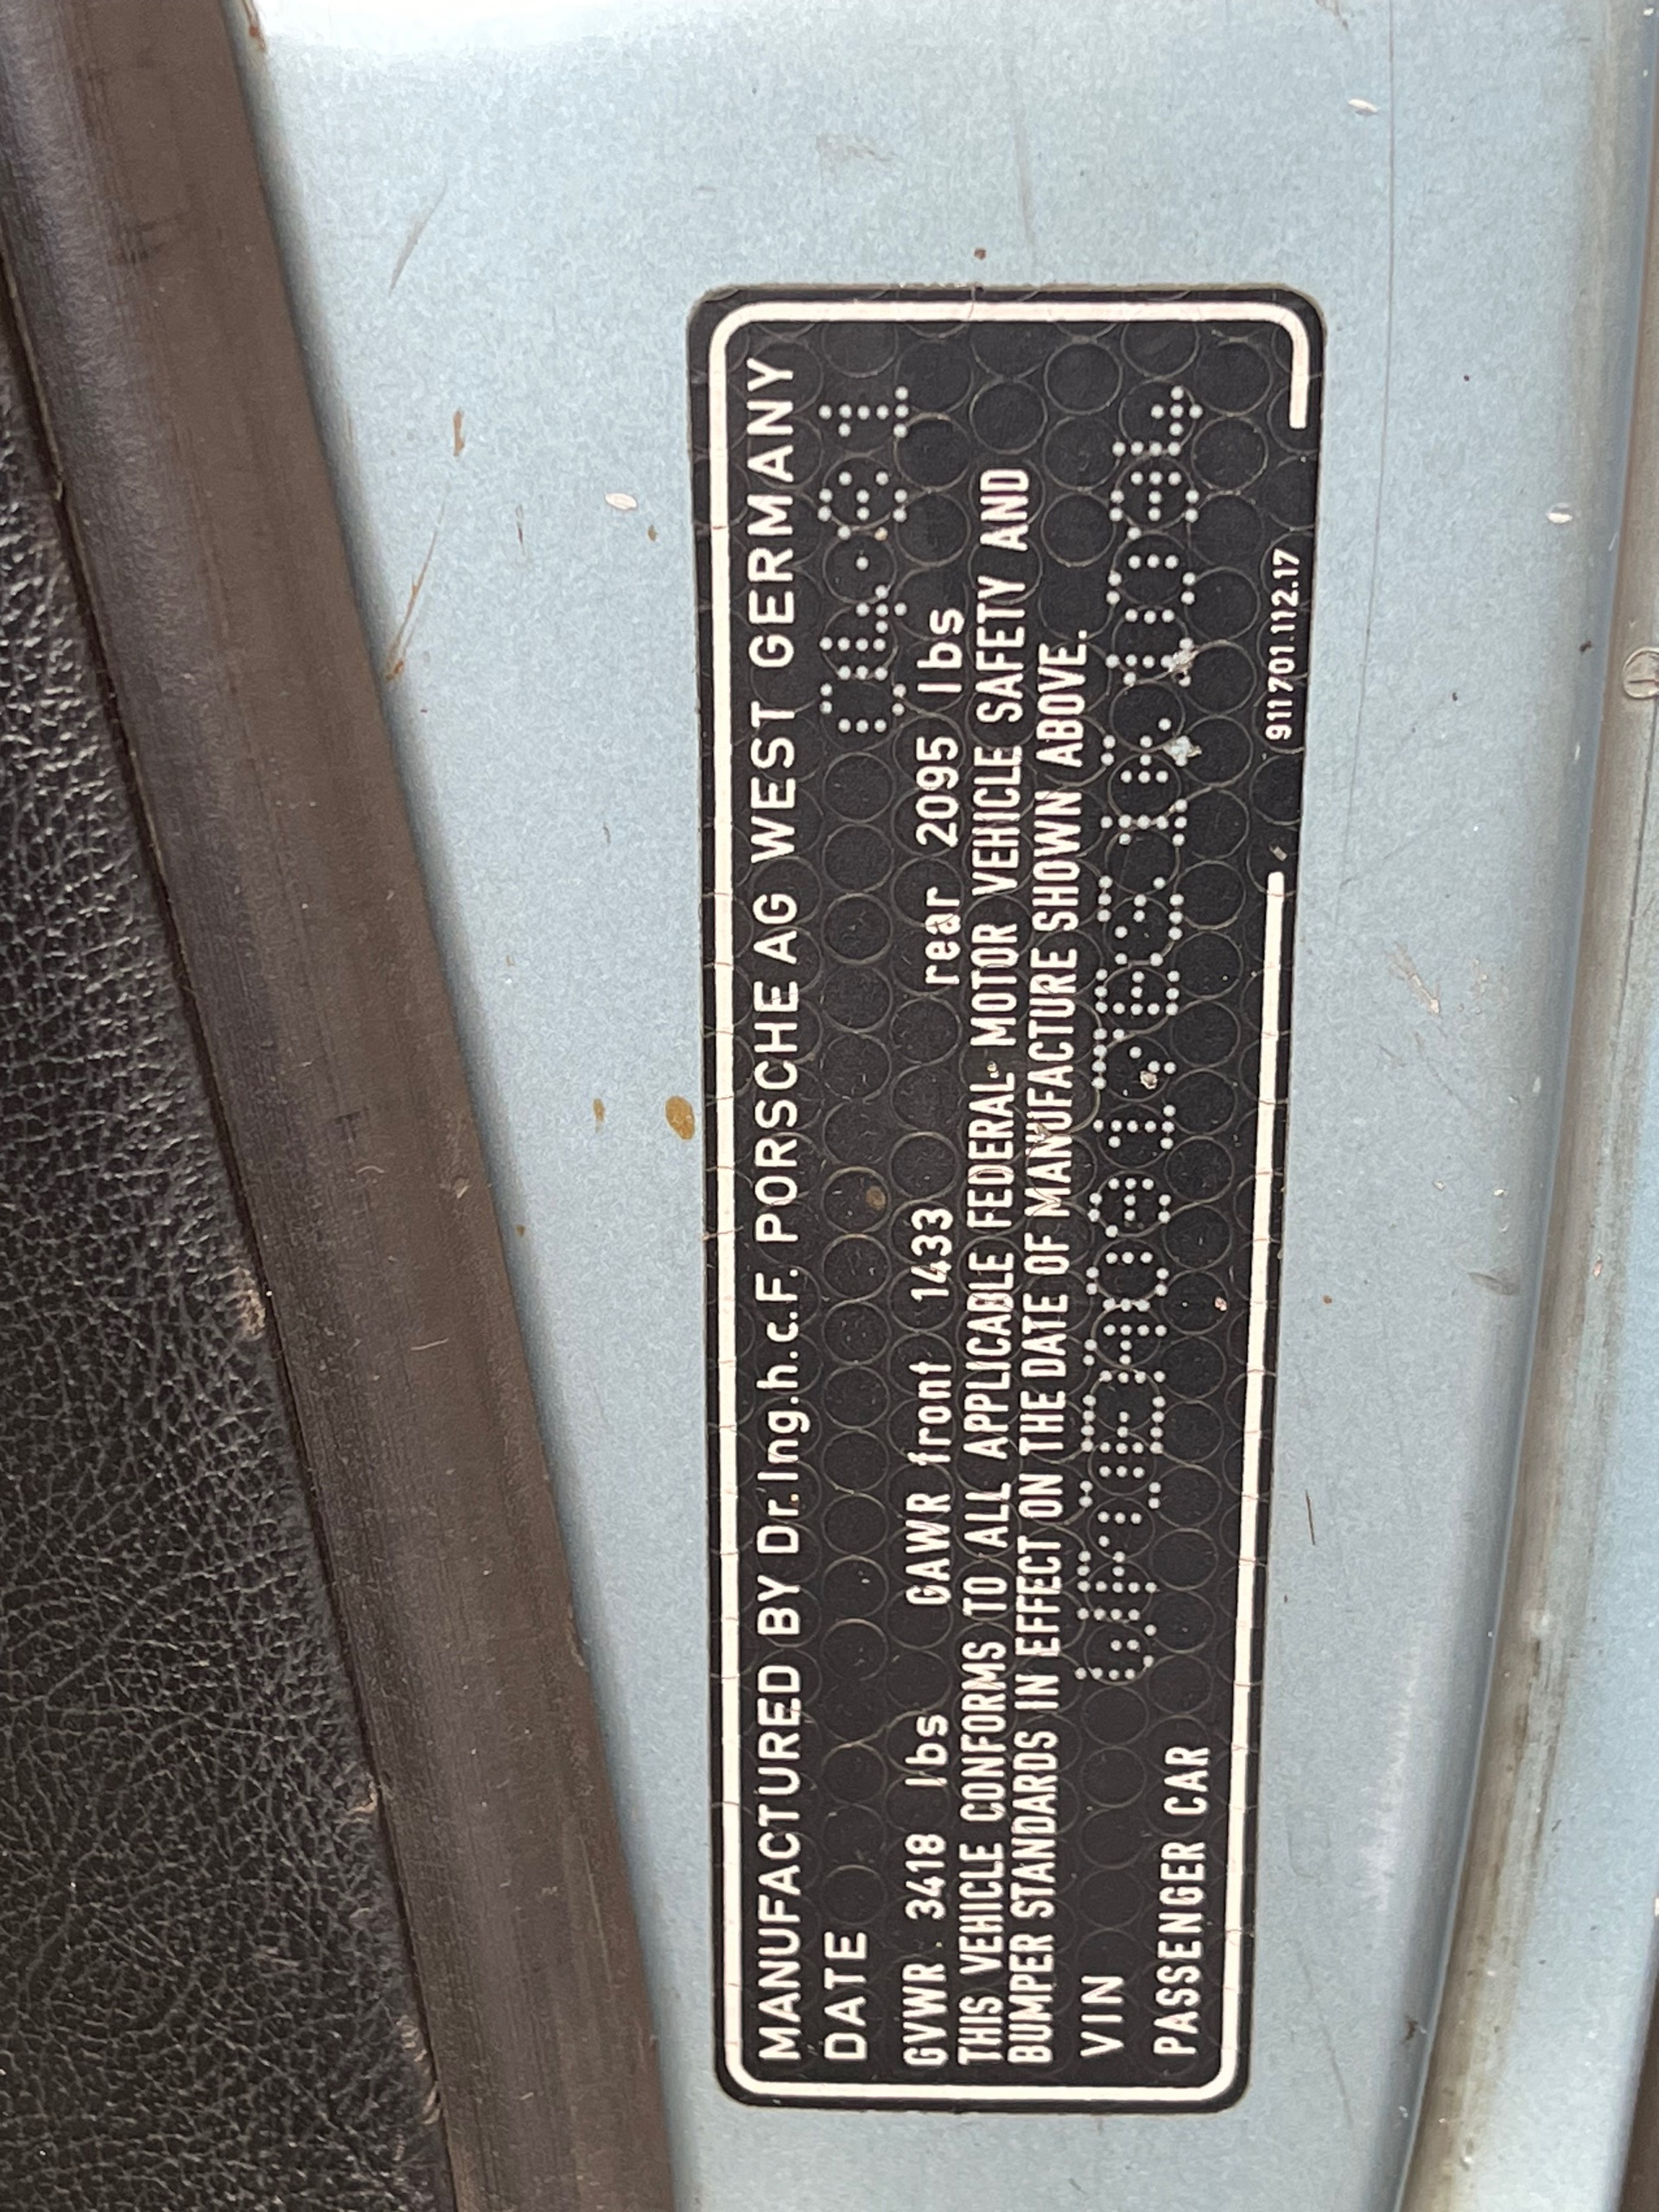 MANUFACTURED BY Dr.Ing.h.c.F. PORSCHE AG WEST GERMANY
DATE
GVWR 3418 lbs GAWR front 1433 rear 2095 lbs
THIS VEHICLE CONFORMS TO ALL APPLICABLE FEDERAL MOTOR VEHICLE SAFETY AND
BUMPER STANDARDS IN EFFECT ON THE DATE OF MANUFACTURE SHOWN ABOVE.
VIN
PASSENGER CAR
911 701.112.17